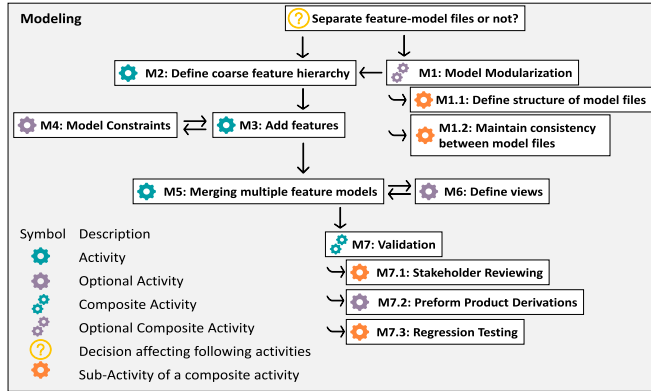 Modeling
? Separate feature-model files or not?
M2: Define coarse feature hierarchy
M1: Model Modularization
M1.1: Define structure of model files
M4: Model Constraints
M3: Add features
M1.2: Maintain consistency
between model files
M5: Merging multiple feature models
M6: Define views
Symbol Description
M7: Validation
Activity
M7.1: Stakeholder Reviewing
Optional Activity
M7.2: Preform Product Derivations
Composite Activity
Optional Composite Activity
M7.3: Regression Testing
? Decision affecting following activities
Sub-Activity of a composite activity